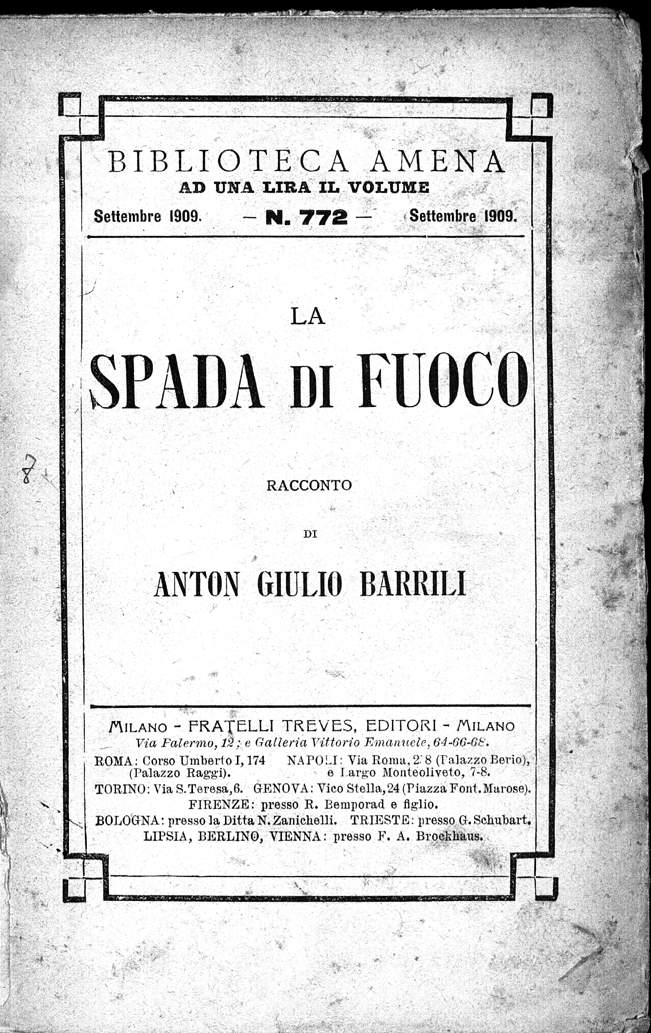 BIBLIOTECA AMENA
AD UNA LIRA IL VOLUME
Settembre 1909. — N. 772 — Settembre 1909.
LA
SPADA DI FUOCO
RACCONTO
DI
ANTON GIULIO BARRILI
MILANO - FRATELLI TREVES, EDITORI - MILANO
Via Palermo, 12; e Galleria Vittorio Emanuele, 64-66-68.
ROMA: Corso Umberto I, 174 NAPOLI: Via Roma, (Palazzo Berio),
(Palazzo Raggi). e Largo Monteoliveto, 7-8.
TORINO: Via S. Teresa, 6. GENOVA: Vico Stella, 24 (Piazza Font. Marose).
FIRENZE: presso R. Bemporad e figlio.
BOLOGNA: presso la Ditta N. Zanichelli. TRIESTE: presso G. Schubart.
LIPSIA, BERLINO, VIENNA: presso F. A. Brockhaus.